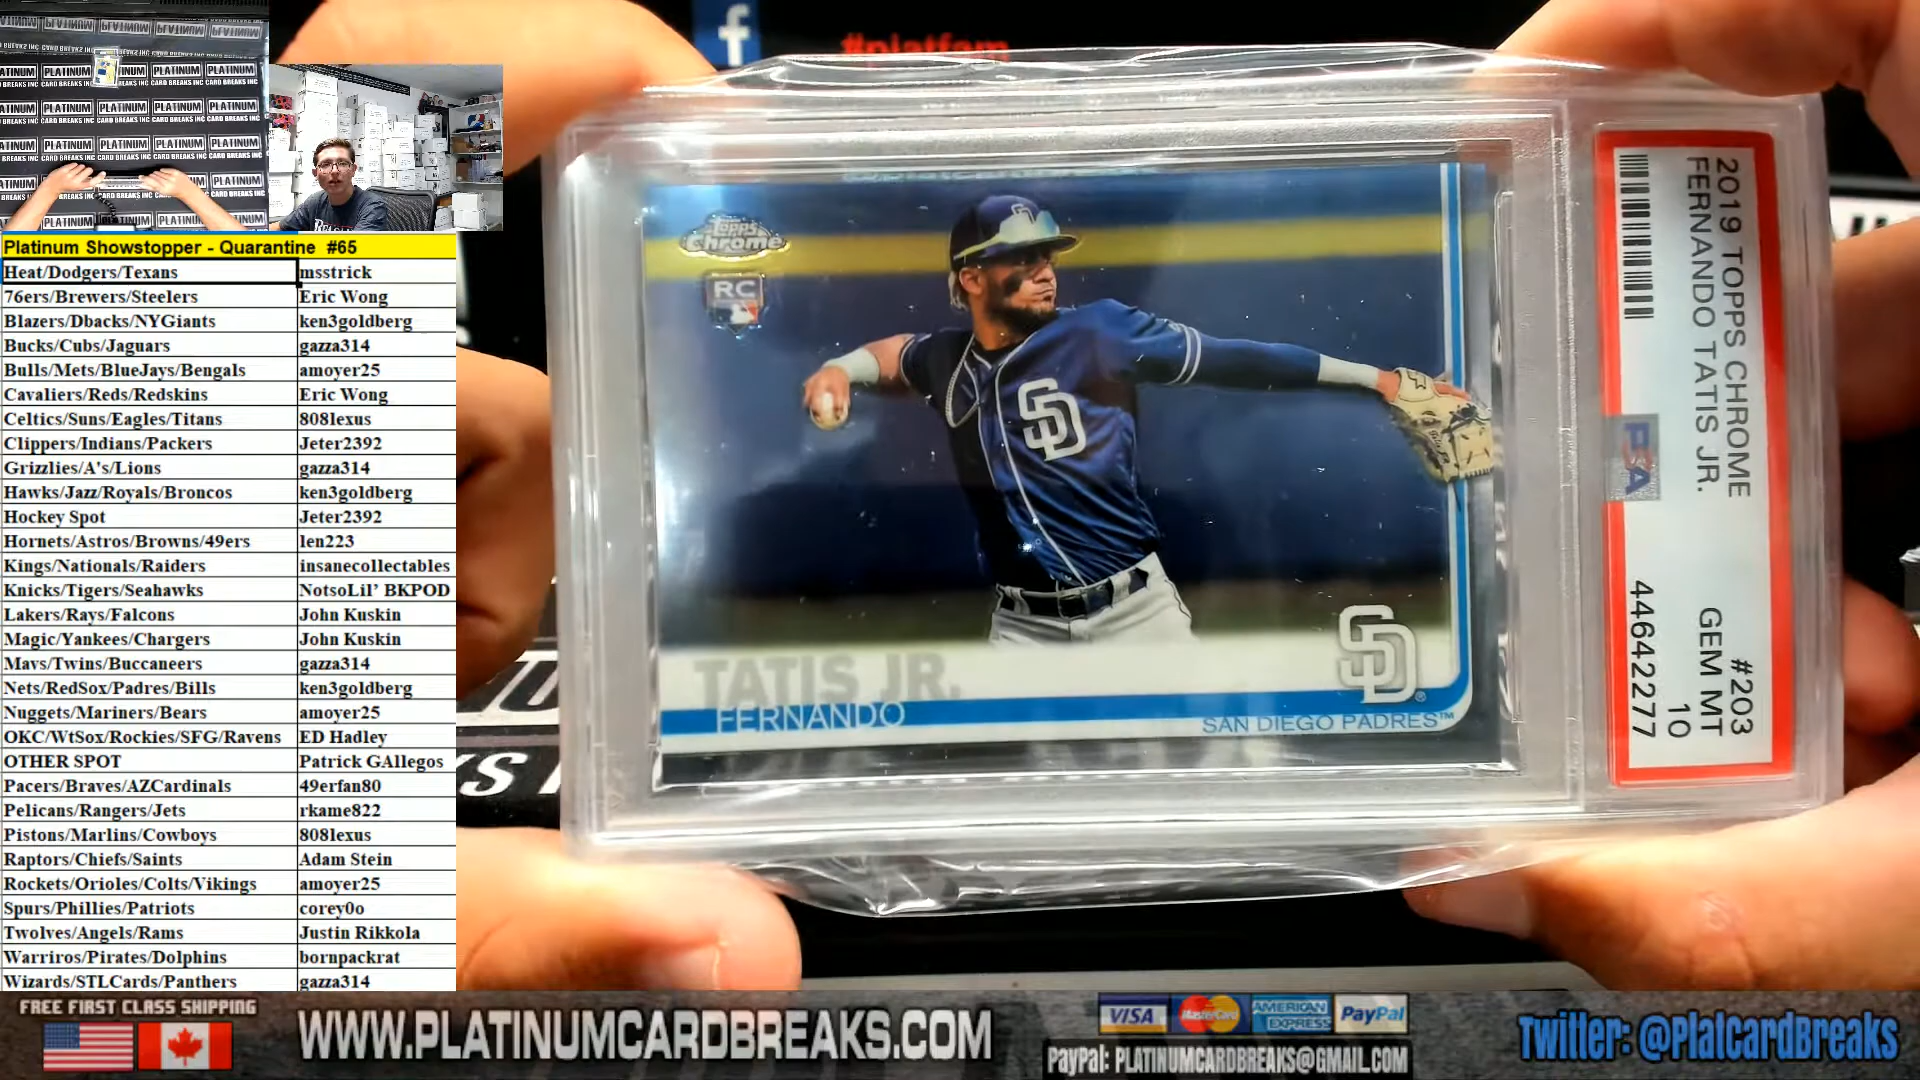 #platfam
Platinum Showstopper - Quarantine #65
Heat/Dodgers/Texans msstrick
76ers/Brewers/Steelers Eric Wong
Blazers/Dbacks/NYGiants ken3goldberg
Bucks/Cubs/Jaguars gazza314
Bulls/Mets/BlueJays/Bengals amoyer25
Cavaliers/Reds/Redskins Eric Wong
Celtics/Suns/Eagles/Titans 808lexus
Clippers/Indians/Packers Jeter2392
Grizzlies/A's/Lions gazza314
Hawks/Jazz/Royals/Broncos ken3goldberg
Hockey Spot Jeter2392
Hornets/Astros/Browns/49ers len223
Kings/Nationals/Raiders insanecollectables
Knicks/Tigers/Seahawks NotsoLil’ BKPOD
Lakers/Rays/Falcons John Kuskin
Magic/Yankees/Chargers John Kuskin
Mavs/Twins/Buccaneers gazza314
Nets/RedSox/Padres/Bills ken3goldberg
Nuggets/Mariners/Bears amoyer25
OKC/WtSox/Rockies/SFG/Ravens ED Hadley
OTHER SPOT Patrick GAllegos
Pacers/Braves/AZCardinals 49erfan80
Pelicans/Rangers/Jets rkame822
Pistons/Marlins/Cowboys 808lexus
Raptors/Chiefs/Saints Adam Stein
Rockets/Orioles/Colts/Vikings amoyer25
Spurs/Phillies/Patriots corey0o
Twolves/Angels/Rams Justin Rikkola
Warriros/Pirates/Dolphins bornpackrat
Wizards/STLCards/Panthers gazza314
Topps
Chrome
RC
SD
TATIS JR.
FERNANDO
SD
SAN DIEGO PADRES™
2019 TOPPS CHROME #203
FERNANDO TATIS JR. GEM MT
10
PSA 44642277
FREE FIRST CLASS SHIPPING
WWW.PLATINUMCARDBREAKS.COM
VISA MasterCard AMERICAN EXPRESS PayPal
PayPal: PLATINUMCARDBREAKS@GMAIL.COM
Twitter: @PlatCardBreaks